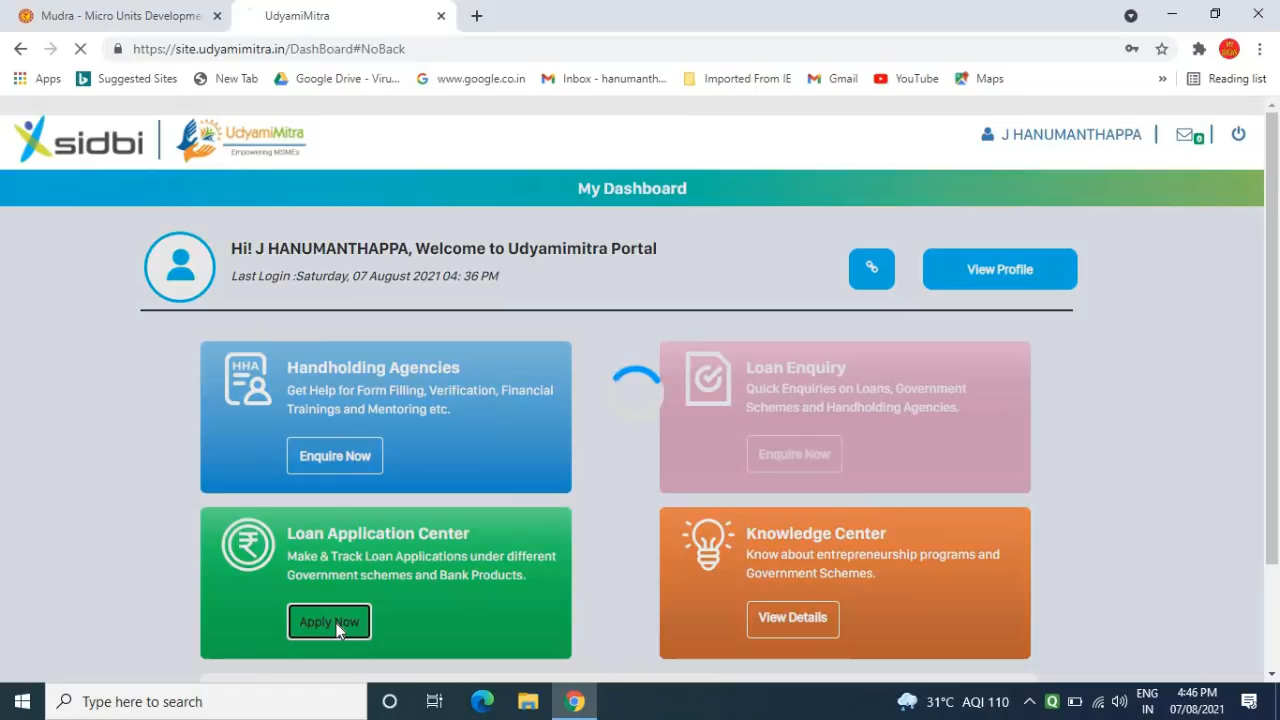 Mudra - Micro Units Developme
UdyamiMitra
https://site.udyamimitra.in/DashBoard#NoBack
Apps
Suggested Sites
New Tab
Google Drive - Viru...
www.google.co.in
Inbox - hanumanth...
Imported From IE
Gmail
YouTube
Maps
»
Reading list
sidbi
UdyamiMitra
Empowering MSMEs
J HANUMANTHAPPA
0
My Dashboard
Hi! J HANUMANTHAPPA, Welcome to Udyamimitra Portal
Last Login :Saturday, 07 August 2021 04: 36 PM
View Profile
HHA
Handholding Agencies
Get Help for Form Filling, Verification, Financial
Trainings and Mentoring etc.
Enquire Now
Loan Enquiry
Quick Enquiries on Loans, Government
Schemes and Handholding Agencies.
Enquire Now
₹
Loan Application Center
Make & Track Loan Applications under different
Government schemes and Bank Products.
Apply Now
Knowledge Center
Know about entrepreneurship programs and
Government Schemes.
View Details
Type here to search
31°C AQI 110
ENG
IN
4:46 PM
07/08/2021